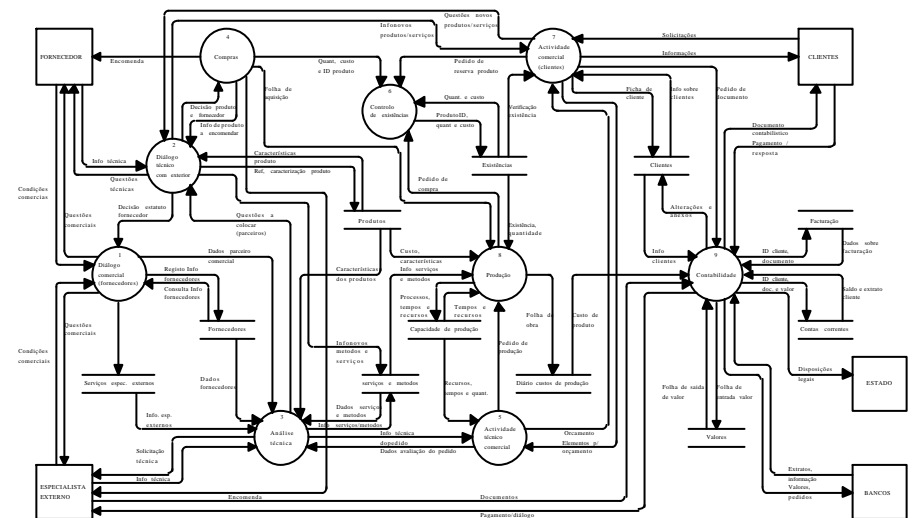 Questões novos
produtos/serviços
Infonovos
produtos/serviços
FORNECEDOR
Encomenda
4
Compras
Quant, custo
e ID produto
Pedido de
reserva produto
7
Actividade
comercial
(clientes)
Solicitações
Informações
CLIENTES
Folha de
aquisição
6
Controlo
de existências
Quant. e custo
ProdutoID,
quant e custo
Verificação
existência
Ficha de
cliente
Info sobre
clientes
Pedido de
documento
Decisão produto
e fornecedor
Info de produto
a encomendar
Documento
contabilístico
Pagamento /
resposta
Info técnica
2
Diálogo
técnico
com exterior
Características
produto
Ref. caracterização produto
Existências
Clientes
Questões
técnicas
Condições
comercias
Questões
comerciais
Decisão estatuto
fornecedor
Questões a
colocar
(parceiros)
Produtos
Pedido de
compra
Existência,
quantidade
Alterações e
anexos
Facturação
1
Diálogo
comercial
(fornecedores)
Dados parceiro
comercial
Registo Info
fornecedores
Consulta Info
fornecedores
Características
dos produtos
Custo,
características
Info serviços
e metodos
8
Produção
Info
clientes
9
Contabilidade
ID cliente,
documento
Dados sobre
facturação
ID cliente,
doc. e valor
Saldo e extrato
cliente
Processos,
tempos e
recursos
Tempos e
recursos
Folha de
obra
Custo de
produto
Questões
comerciais
Fornecedores
Capacidade de produção
Contas correntes
Condições
comerciais
Infonovos
metodos e
serviços
Pedido de
produção
Disposições
legais
ESTADO
Serviços espec. externos
Dados
fornecedores
serviços e metodos
Recursos,
tempos e quant.
Diário custos de produção
Folha de saida
de valor
Folha de
entrada valor
Info. esp.
externos
3
Análise
técnica
Dados serviços
e metodos
Info serviços/metodos
5
Actividade
técnico
comercial
Info técnica
dopedido
Dados avaliação do pedido
Orcamento
Elementos p/
orçamento
Valores
Solicitação
técnica
Info técnica
ESPECIALISTA
EXTERNO
Encomenda
Documentos
Pagamento/diálogo
Extratos,
informação
Valores,
pedidos
BANCOS